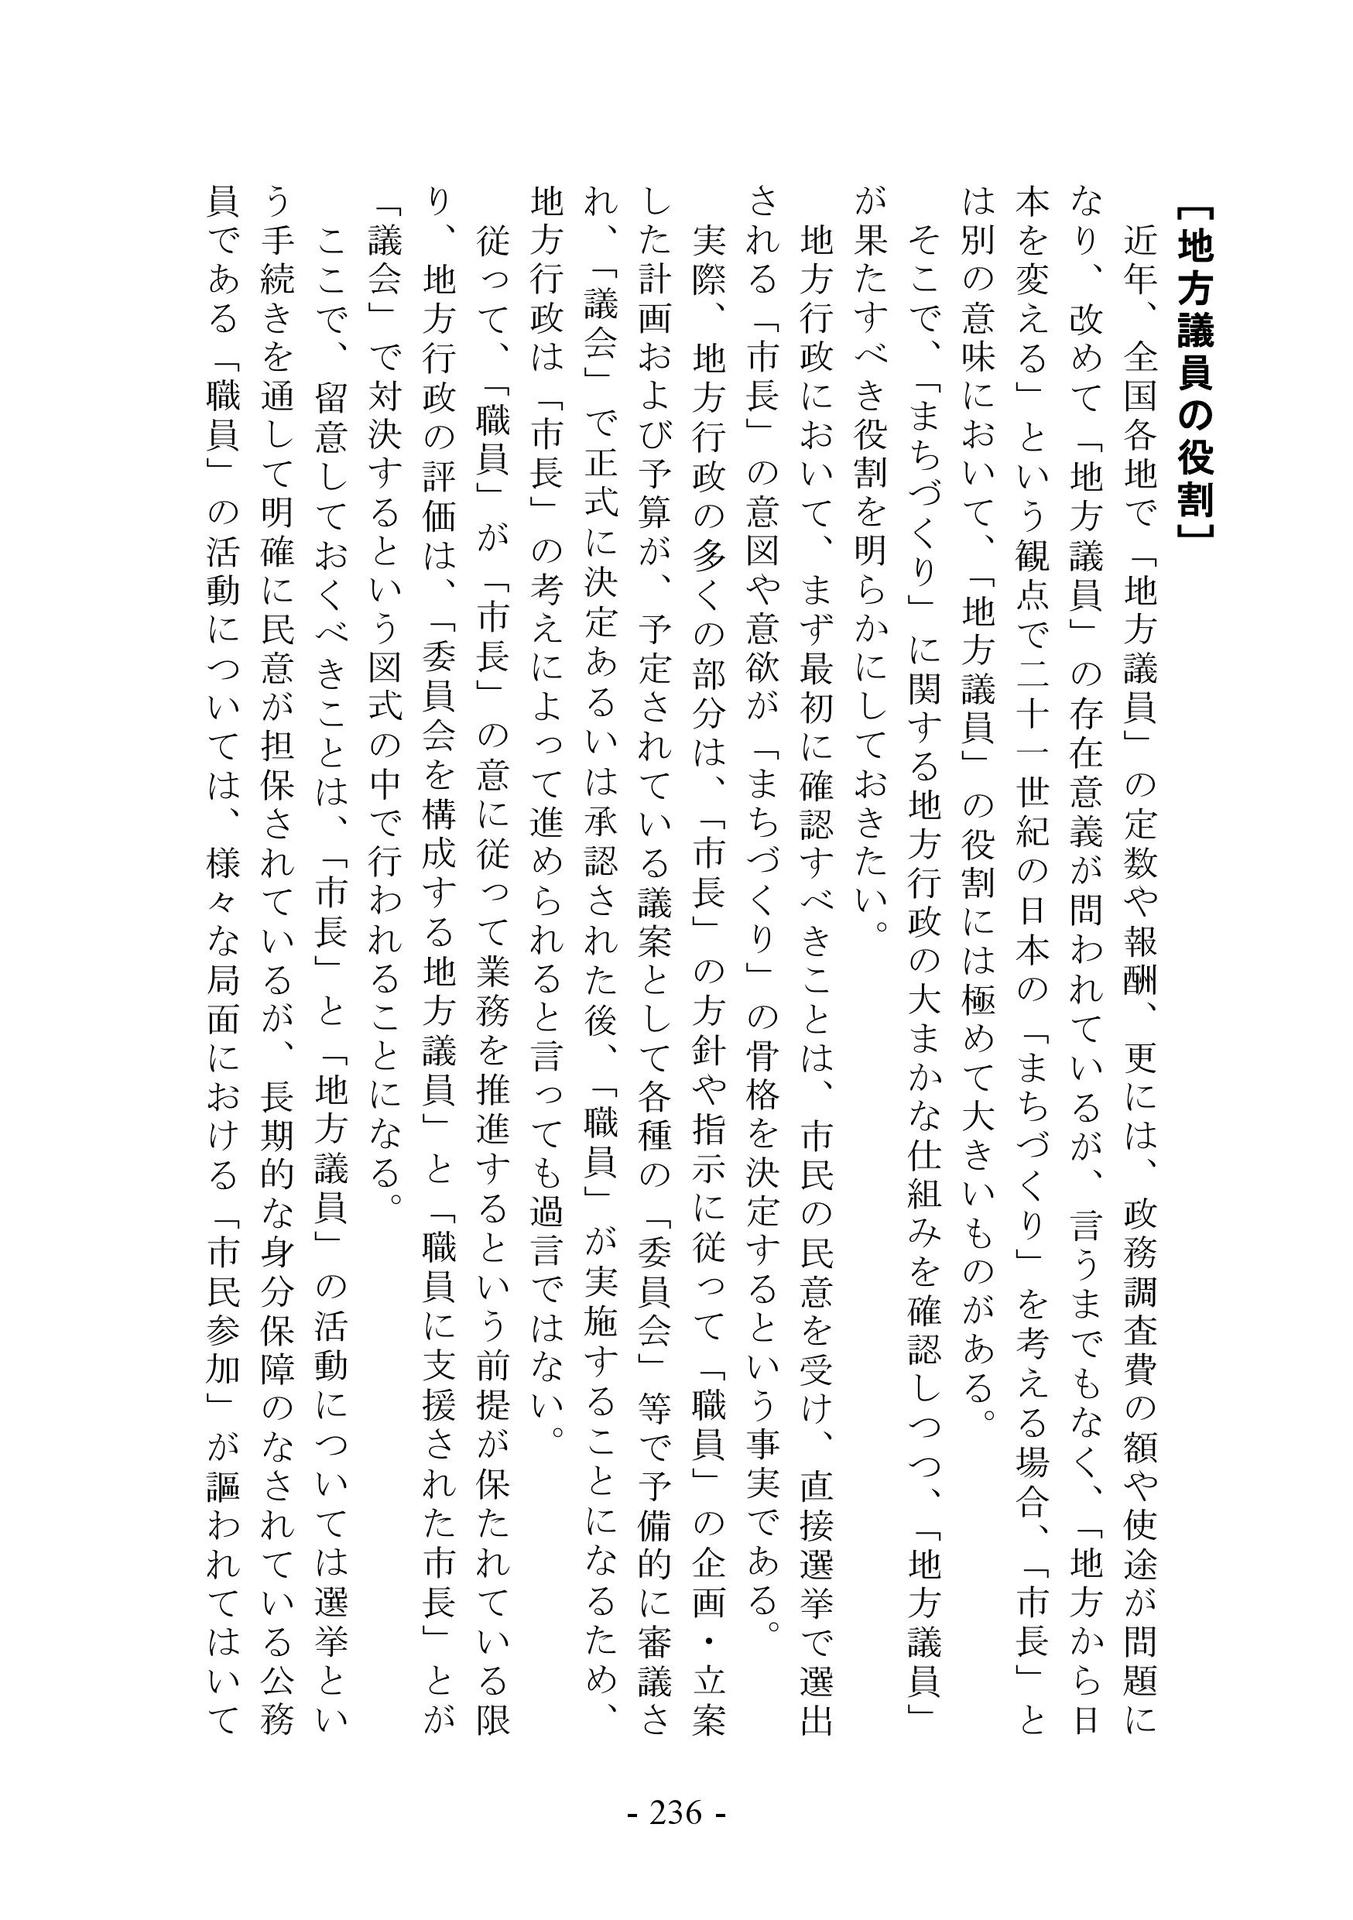 [地方議員の役割]
近年、全国各地で「地方議員」の定数や報酬、更には、政務調査費の額や使途が問題に
なり、改めて「地方議員」の存在意義が問われているが、言うまでもなく、「地方から日
本を変える」という観点で二十一世紀の日本の「まちづくり」を考える場合、「市長」と
は別の意味において、「地方議員」の役割には極めて大きいものがある。
そこで、「まちづくり」に関する地方行政の大まかな仕組みを確認しつつ、「地方議員」
が果たすべき役割を明らかにしておきたい。
地方行政において、まず最初に確認すべきことは、市民の民意を受け、直接選挙で選出
される「市長」の意図や意欲が「まちづくり」の骨格を決定するという事実である。
実際、地方行政の多くの部分は、「市長」の方針や指示に従って「職員」の企画・立案
した計画および予算が、予定されている議案として各種の「委員会」等で予備的に審議さ
れ、「議会」で正式に決定あるいは承認された後、「職員」が実施することになるため、
地方行政は「市長」の考えによって進められると言っても過言ではない。
従って、「職員」が「市長」の意に従って業務を推進するという前提が保たれている限
り、地方行政の評価は、「委員会を構成する地方議員」と「職員に支援された市長」とが
「議会」で対決するという図式の中で行われることになる。
ここで、留意しておくべきことは、「市長」と「地方議員」の活動については選挙とい
う手続きを通して明確に民意が担保されているが、長期的な身分保障のなされている公務
員である「職員」の活動については、様々な局面における「市民参加」が謳われてはいて
- 236 -